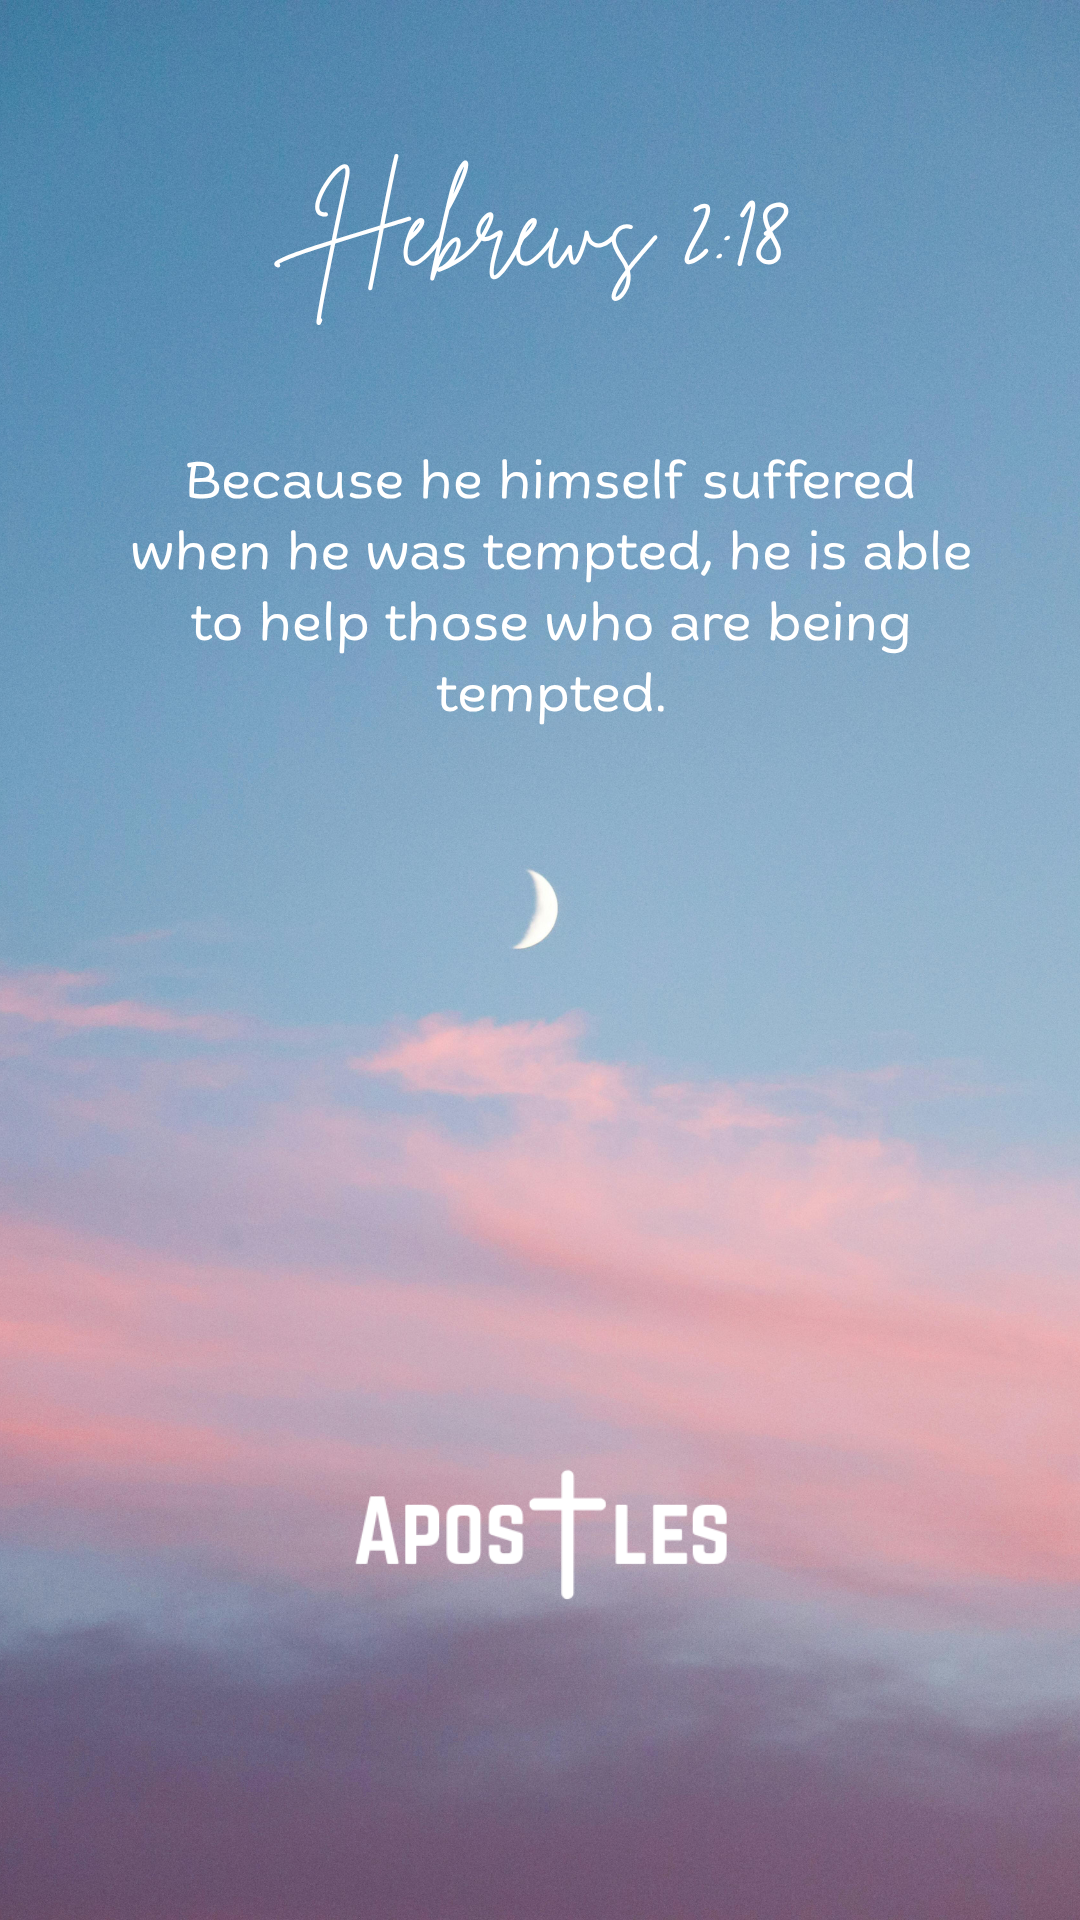 Hebrews 2:18
Because he himself suffered
when he was tempted, he is able
to help those who are being
tempted.
APOSTLES